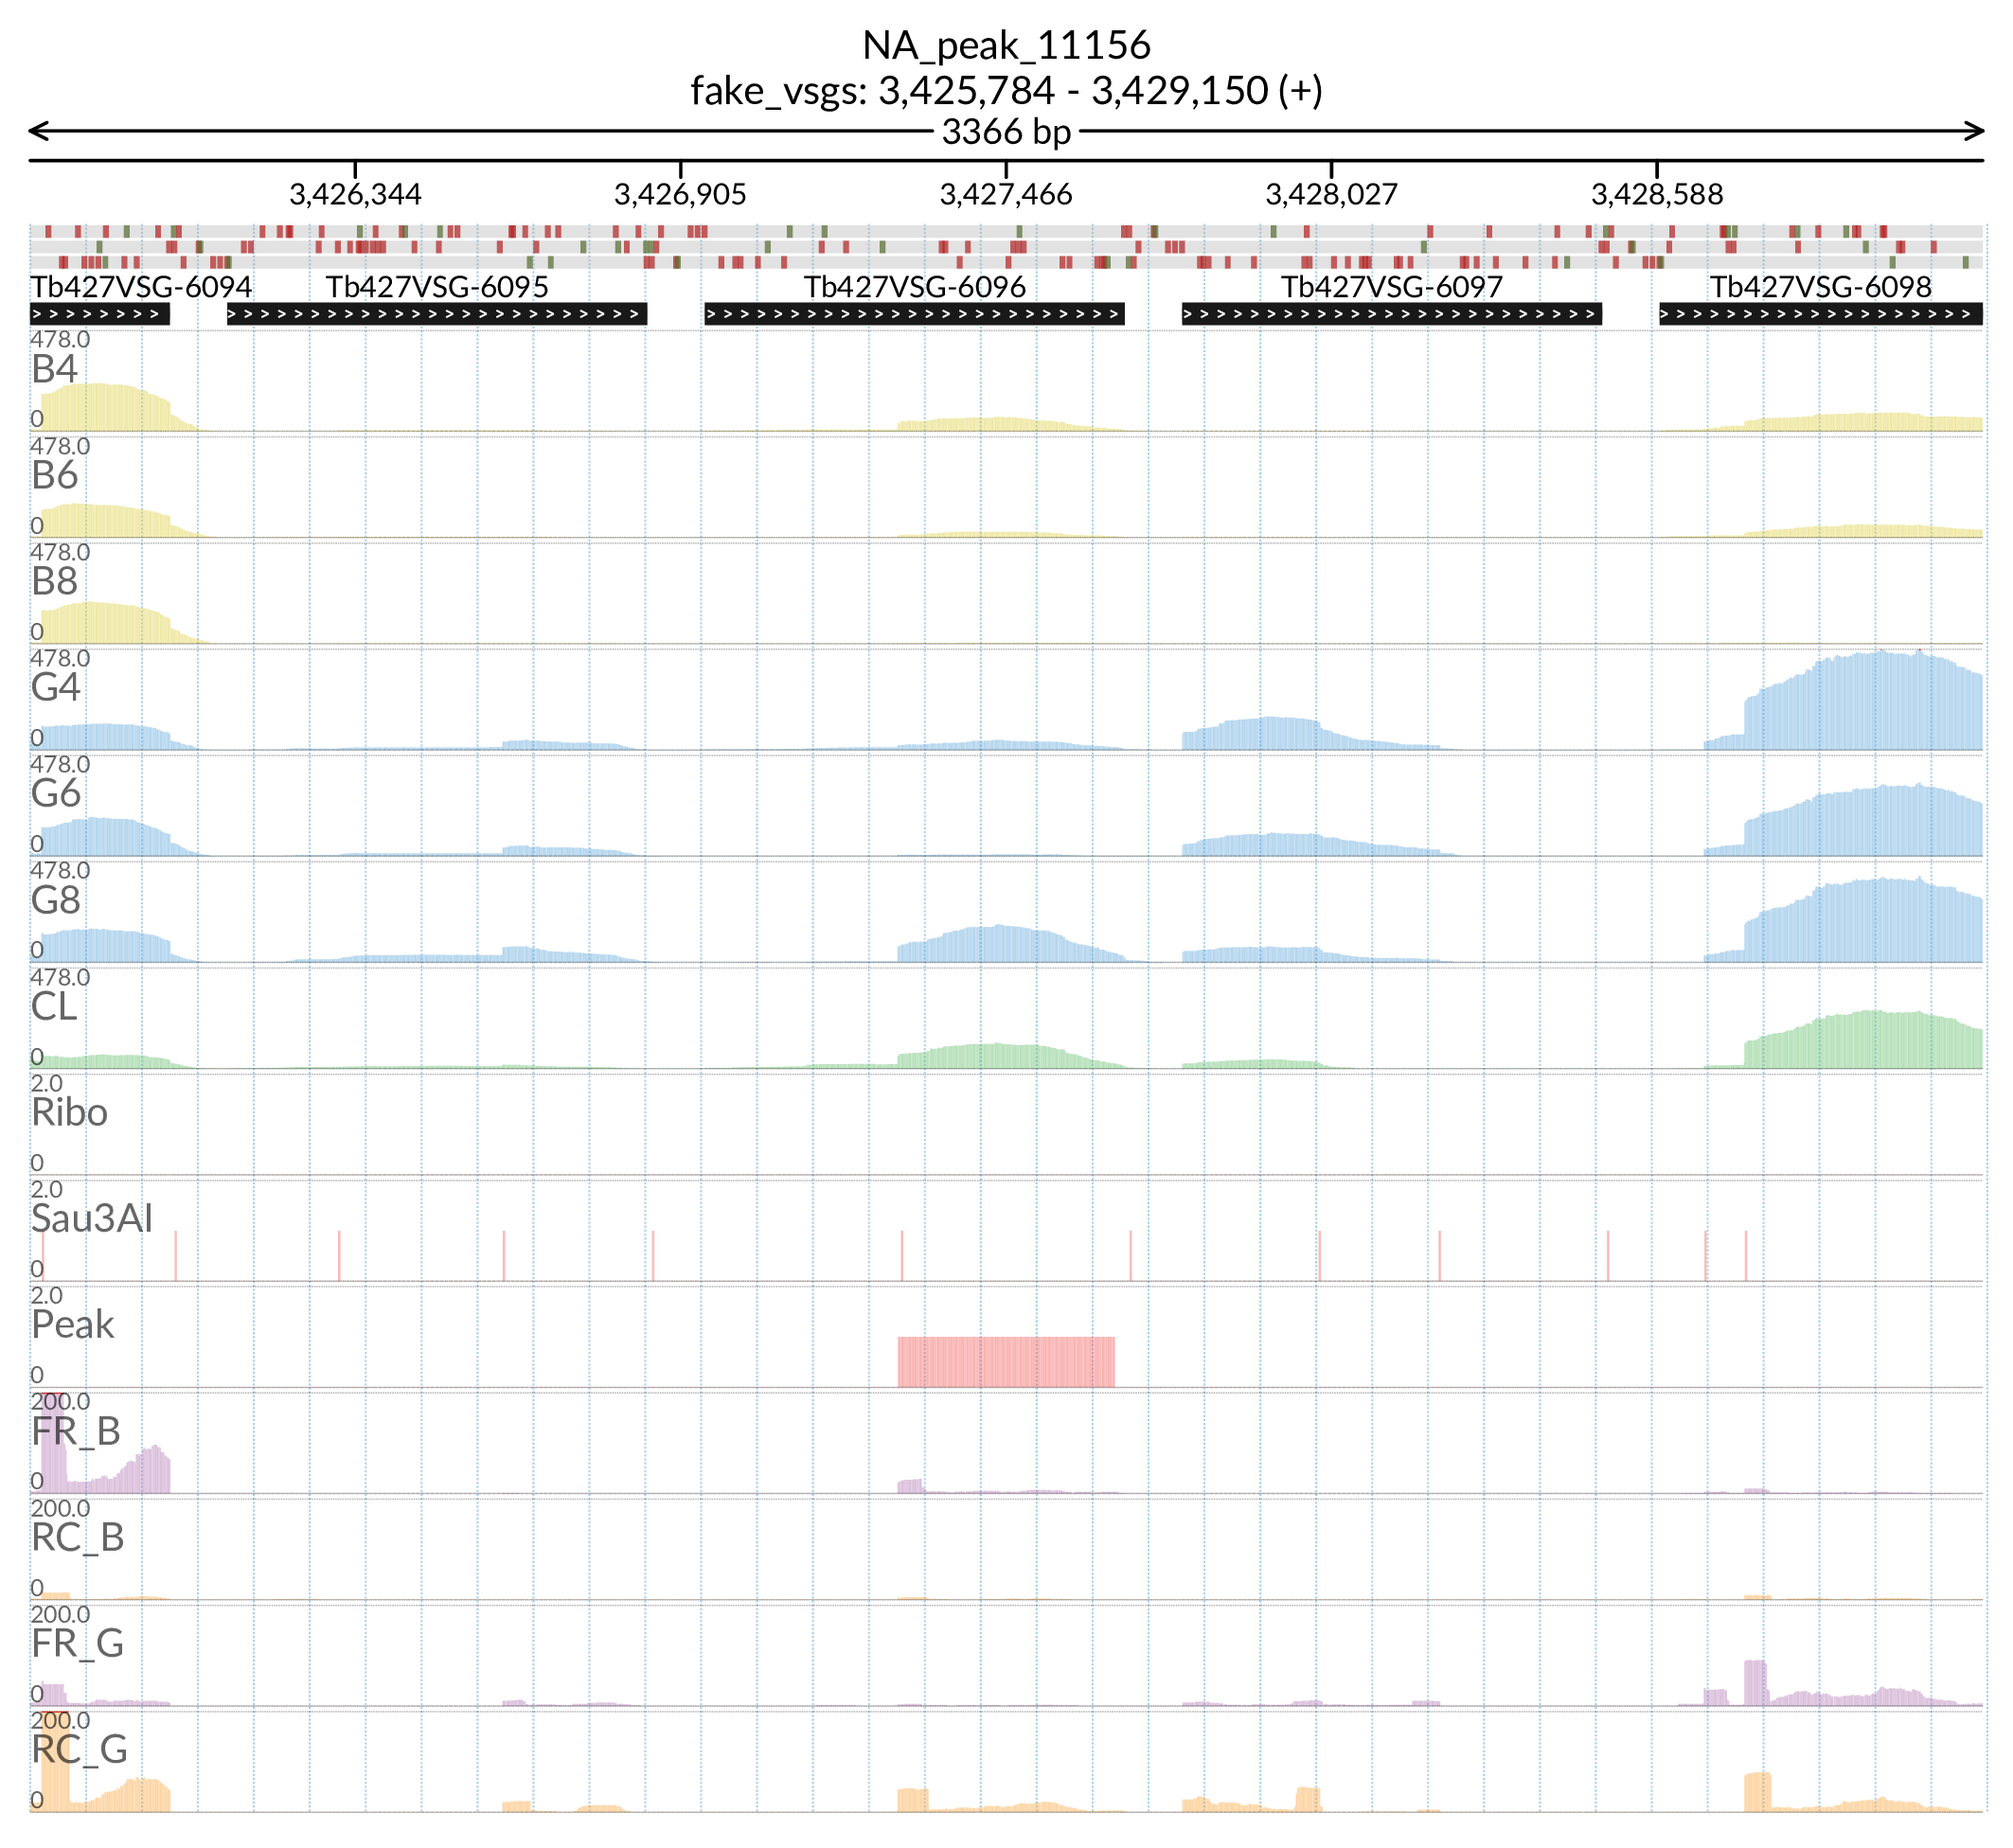 NA_peak_11156
fake_vsgs: 3,425,784 - 3,429,150 (+)
3366 bp
3,426,344 3,426,905 3,427,466 3,428,027 3,428,588
Tb427VSG-6094 Tb427VSG-6095 Tb427VSG-6096 Tb427VSG-6097 Tb427VSG-6098
478.0
B4
0
478.0
B6
0
478.0
B8
0
478.0
G4
0
478.0
G6
0
478.0
G8
0
478.0
CL
0
2.0
Ribo
0
2.0
Sau3AI
0
2.0
Peak
0
200.0
FR_B
0
200.0
RC_B
0
200.0
FR_G
0
200.0
RC_G
0